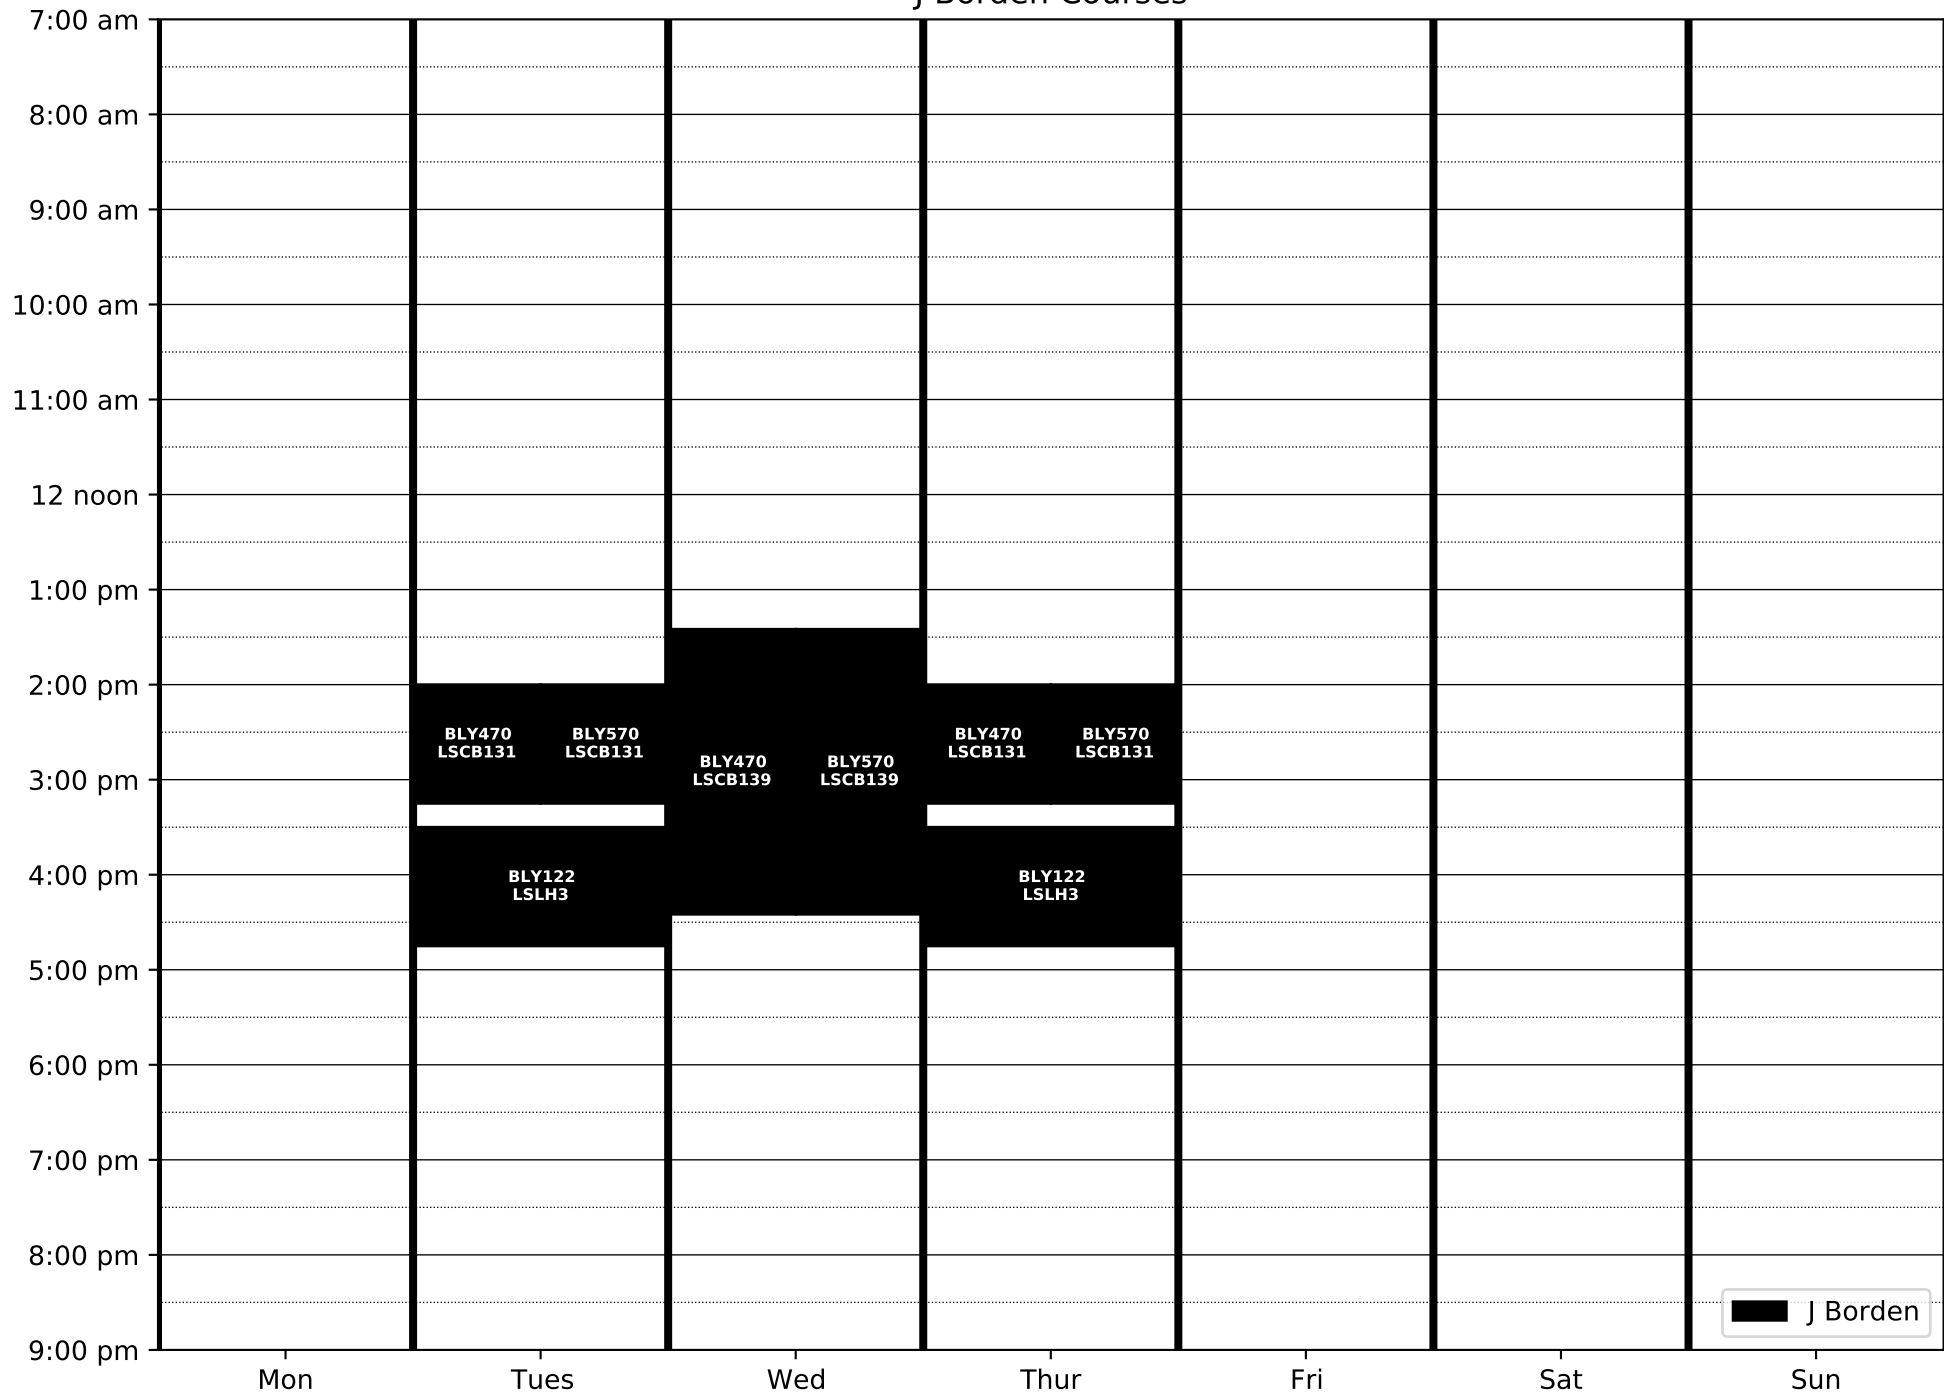 J Borden Courses
7:00 am
8:00 am
9:00 am
10:00 am
11:00 am
12 noon
1:00 pm
2:00 pm
3:00 pm
4:00 pm
5:00 pm
6:00 pm
7:00 pm
8:00 pm
9:00 pm
BLY470
LSCB131
BLY570
LSCB131
BLY122
LSLH3
BLY470
LSCB139
BLY570
LSCB139
BLY470
LSCB131
BLY570
LSCB131
BLY122
LSLH3
J Borden
Mon Tues Wed Thur Fri Sat Sun